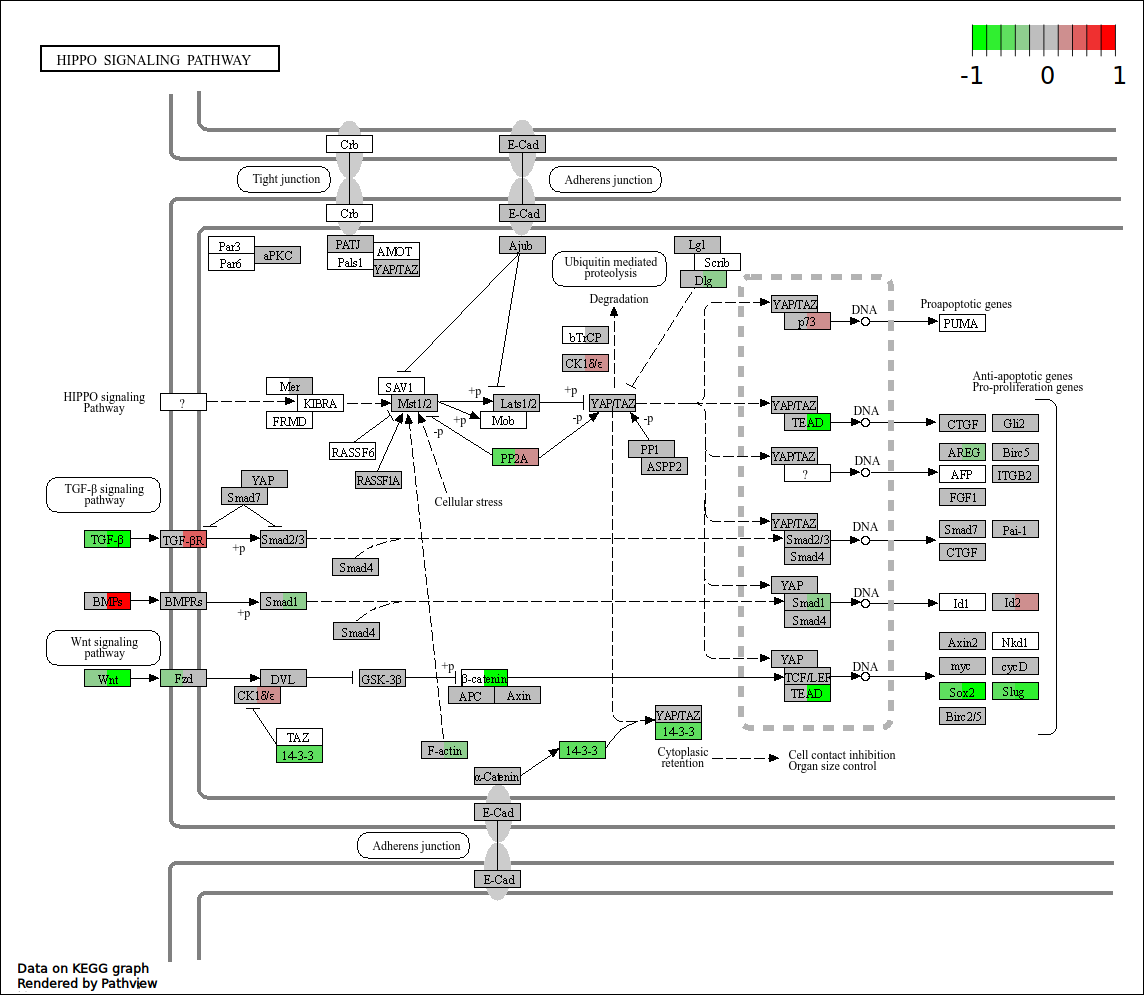 HIPPO SIGNALING PATHWAY
-1 0 1
Crb
E-Cad
Tight junction
Adherens junction
Crb
E-Cad
Par3
Par6
aPKC
PATJ
Pals1
AMOT
YAP/TAZ
Ajub
Ubiquitin mediated
proteolysis
Lgl
Scrib
Dlg
Degradation
bTrCP
CK1δ/ε
YAP/TAZ
p73
DNA
Proapoptotic genes
PUMA
Anti-apoptotic genes
Pro-proliferation genes
HIPPO signaling
Pathway
?
Mer
KIBRA
FRMD
SAV1
Mst1/2
+p
+p
-p
Lats1/2
Mob
+p
-p
YAP/TAZ
-p
RASSF6
RASSF1A
PP2A
PP1
ASPP2
Cellular stress
YAP/TAZ
TEAD
DNA
CTGF
Gli2
YAP/TAZ
?
DNA
AREG
Birc5
AFP
ITGB2
FGF1
TGF-β signaling
pathway
YAP
Smad7
TGF-β
TGF-βR
+p
Smad2/3
Smad4
YAP/TAZ
Smad2/3
Smad4
DNA
Smad7
Pai-1
CTGF
BMPs
BMPRs
+p
Smad1
Smad4
YAP
Smad1
Smad4
DNA
Id1
Id2
Wnt signaling
pathway
Wnt
Fzd
DVL
CK1δ/ε
GSK-3β
+p
β-catenin
APC
Axin
YAP
TCF/LEF
TEAD
DNA
Axin2
Nkd1
myc
cycD
Sox2
Slug
Birc2/5
TAZ
14-3-3
F-actin
14-3-3
YAP/TAZ
14-3-3
Cytoplasic
retention
Cell contact inhibition
Organ size control
α-Catenin
E-Cad
Adherens junction
E-Cad
Data on KEGG graph
Rendered by Pathview